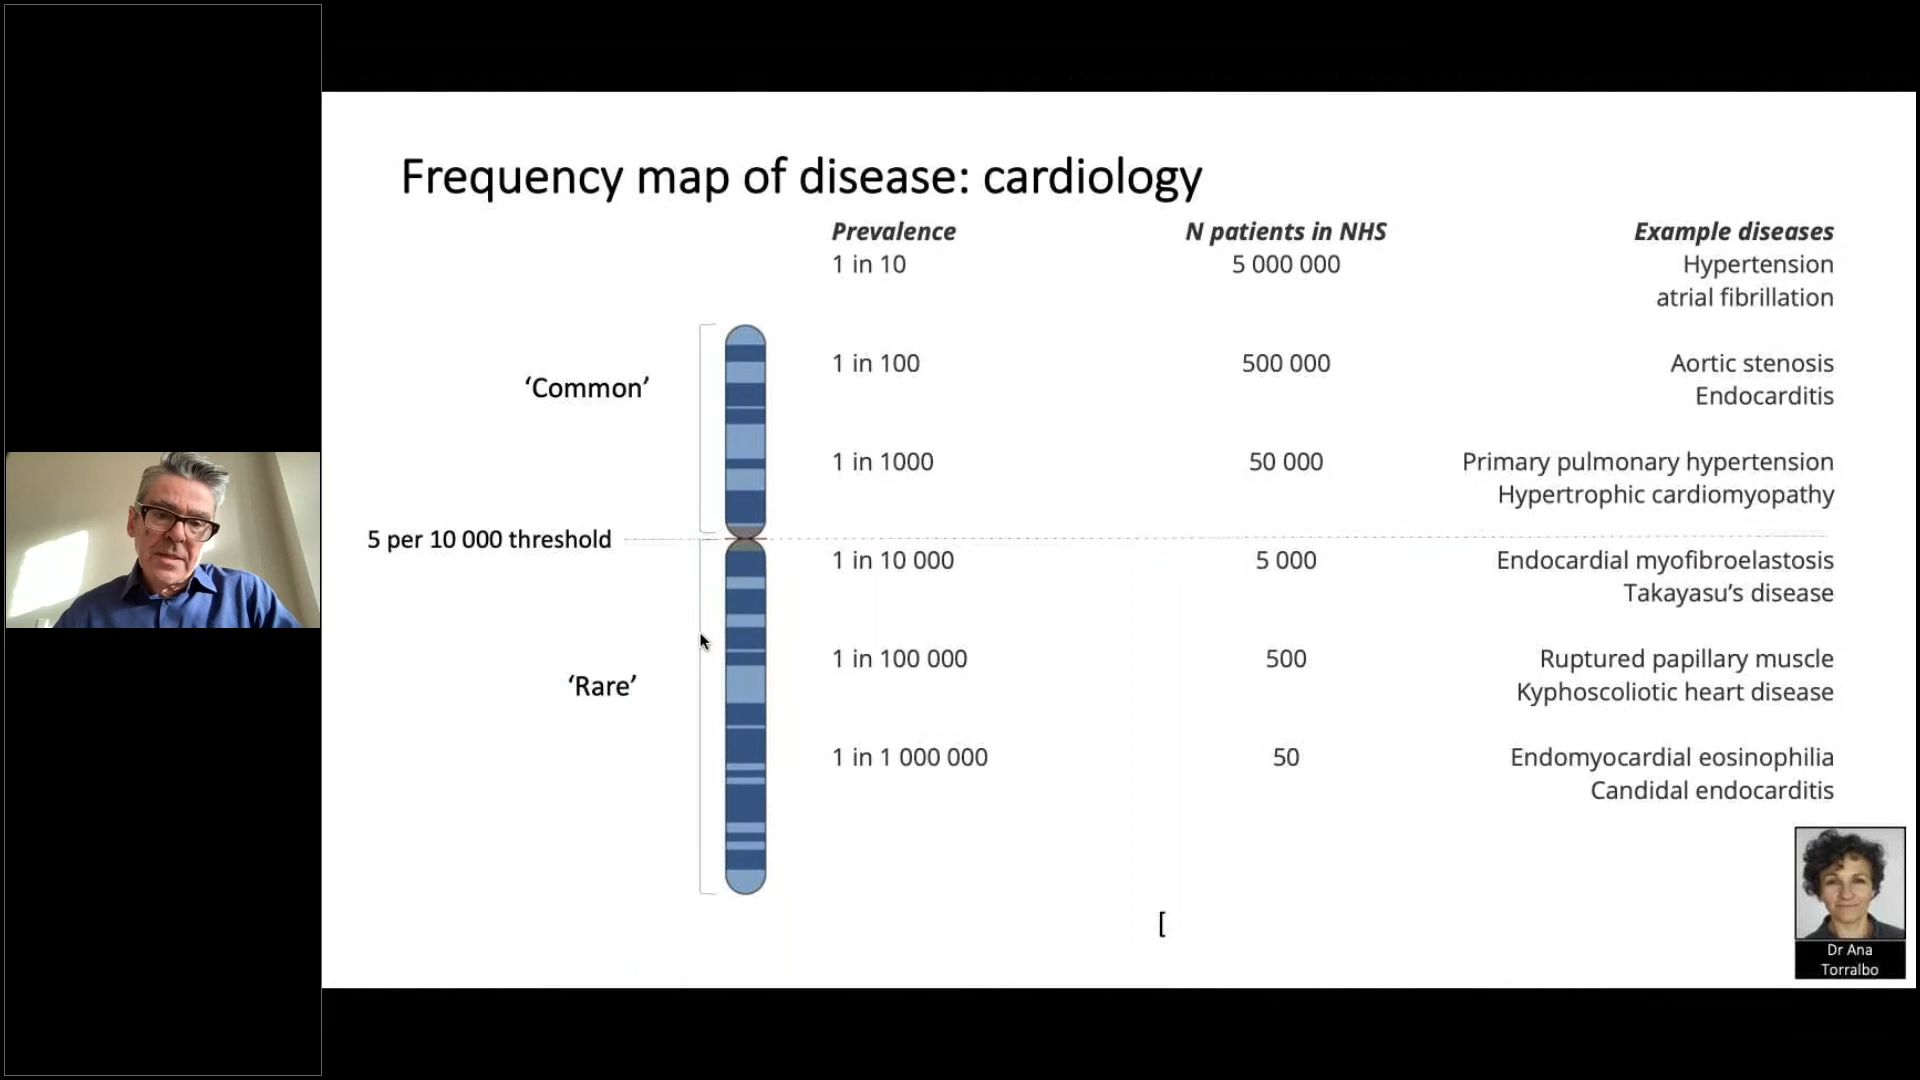 Frequency map of disease: cardiology
Prevalence N patients in NHS Example diseases
1 in 10 5 000 000 Hypertension
atrial fibrillation
1 in 100 500 000 Aortic stenosis
‘Common’
Endocarditis
1 in 1000 50 000 Primary pulmonary hypertension
Hypertrophic cardiomyopathy
5 per 10 000 threshold
1 in 10 000 5 000 Endocardial myofibroelastosis
Takayasu’s disease
1 in 100 000 500 Ruptured papillary muscle
‘Rare’
Kyphoscoliotic heart disease
1 in 1 000 000 50 Endomyocardial eosinophilia
Candidal endocarditis
[
Dr Ana
Torralbo